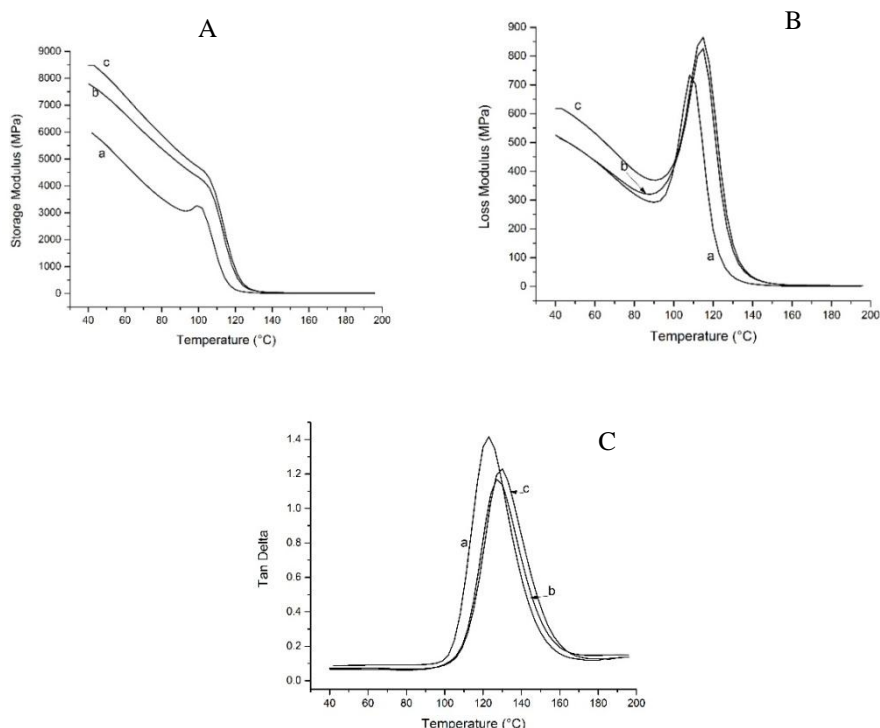 A
9000
8000
7000
6000
5000
4000
3000
2000
1000
0
Storage Modulus (MPa)
c
b
a
20 40 60 80 100 120 140 160 180 200
Temperature (°C)
B
900
800
700
600
500
400
300
200
100
0
Loss Modulus (MPa)
c
b
a
40 60 80 100 120 140 160 180 200
Temperature (°C)
C
1.4
1.2
1.0
0.8
0.6
0.4
0.2
0.0
Tan Delta
a
c
b
40 60 80 100 120 140 160 180 200 220
Temperature (°C)